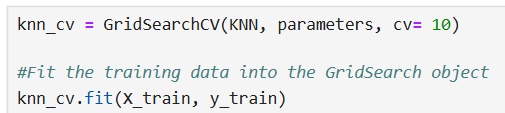 knn_cv = GridSearchCV(KNN, parameters, cv= 10)
#Fit the training data into the GridSearch object
knn_cv.fit(X_train, y_train)